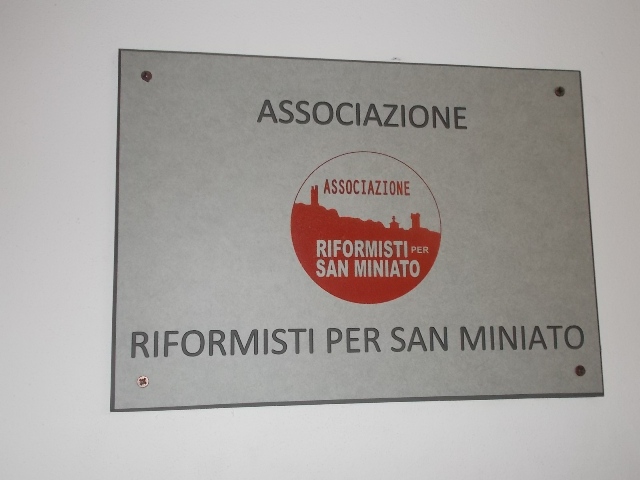 ASSOCIAZIONE
ASSOCIAZIONE
RIFORMISTI PER
SAN MINIATO
RIFORMISTI PER SAN MINIATO